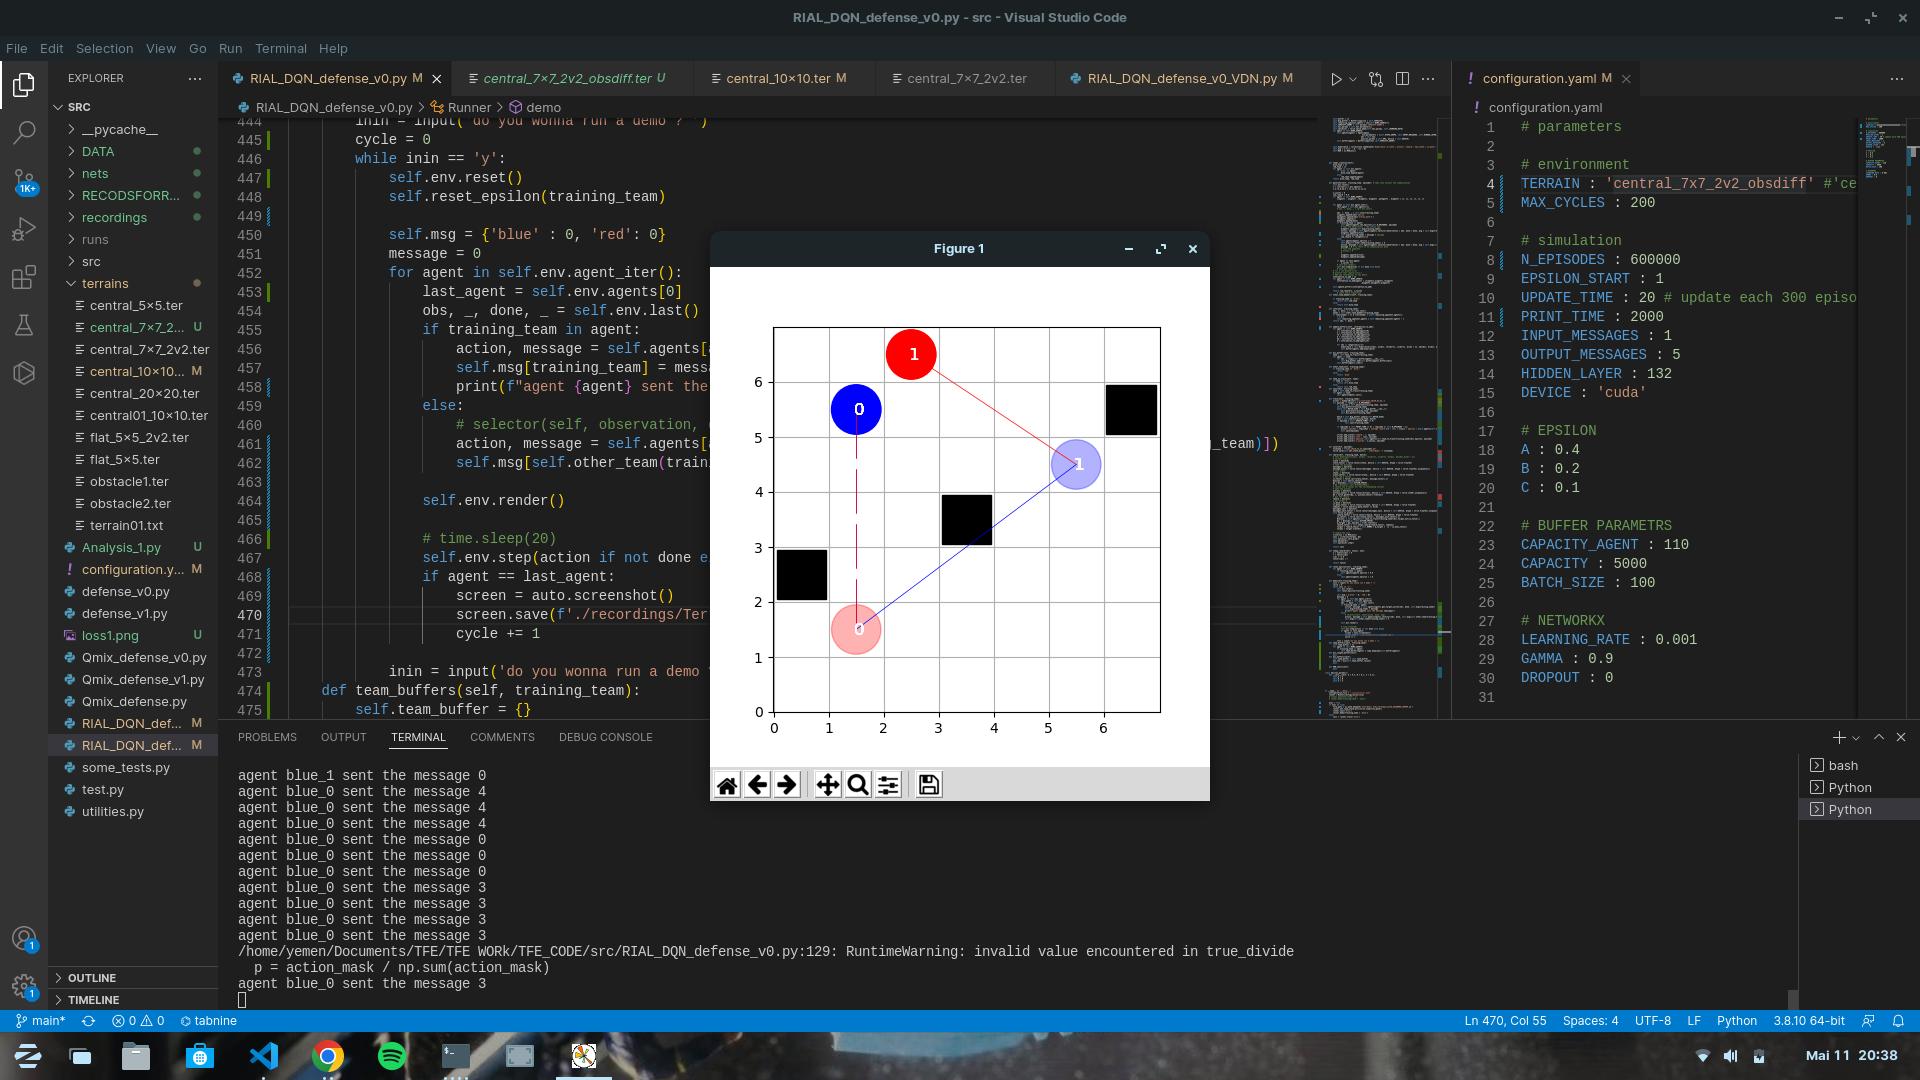 RIAL_DQN_defense_v0.py - src - Visual Studio Code
File Edit Selection View Go Run Terminal Help
EXPLORER
SRC
__pycache__
DATA
nets
RECODSFORR...
recordings
runs
src
terrains
central_5×5.ter
central_7×7_2... U
central_7×7_2v2.ter
central_10×10... M
central_20×20.ter
central01_10×10.ter
flat_5×5_2v2.ter
flat_5×5.ter
obstacle1.ter
obstacle2.ter
terrain01.txt
Analysis_1.py U
configuration.y... M
defense_v0.py
defense_v1.py
loss1.png U
Qmix_defense_v0.py
Qmix_defense_v1.py
Qmix_defense.py
RIAL_DQN_def... M
RIAL_DQN_def... M
some_tests.py
test.py
utilities.py
OUTLINE
TIMELINE
1K+
1
1
RIAL_DQN_defense_v0.py M
central_7×7_2v2_obsdiff.ter U
central_10×10.ter M
central_7×7_2v2.ter
RIAL_DQN_defense_v0_VDN.py M
RIAL_DQN_defense_v0.py > Runner > demo
444 inin = input('do you wonna run a demo ? ')
445 cycle = 0
446 while inin == 'y':
447 self.env.reset()
448 self.reset_epsilon(training_team)
449
450 self.msg = {'blue' : 0, 'red': 0}
451 message = 0
452 for agent in self.env.agent_iter():
453 last_agent = self.env.agents[0]
454 obs, _, done, _ = self.env.last()
455 if training_team in agent:
456 action, message = self.agents[
457 self.msg[training_team] = mess
458 print(f"agent {agent} sent the
459 else:
460 # selector(self, observation,
461 action, message = self.agents[ g_team)])
462 self.msg[self.other_team(train
463
464 self.env.render()
465
466 # time.sleep(20)
467 self.env.step(action if not done e
468 if agent == last_agent:
469 screen = auto.screenshot()
470 screen.save(f'./recordings/Ter
471 cycle += 1
472
473 inin = input('do you wonna run a demo
474 def team_buffers(self, training_team):
475 self.team_buffer = {}
Figure 1
6
5
4
3
2
1
0
0 1 2 3 4 5 6
1
0
1
0
configuration.yaml M
configuration.yaml
1 # parameters
2
3 # environment
4 TERRAIN : 'central_7x7_2v2_obsdiff' #'ce
5 MAX_CYCLES : 200
6
7 # simulation
8 N_EPISODES : 600000
9 EPSILON_START : 1
10 UPDATE_TIME : 20 # update each 300 episo
11 PRINT_TIME : 2000
12 INPUT_MESSAGES : 1
13 OUTPUT_MESSAGES : 5
14 HIDDEN_LAYER : 132
15 DEVICE : 'cuda'
16
17 # EPSILON
18 A : 0.4
19 B : 0.2
20 C : 0.1
21
22 # BUFFER PARAMETRS
23 CAPACITY_AGENT : 110
24 CAPACITY : 5000
25 BATCH_SIZE : 100
26
27 # NETWORKX
28 LEARNING_RATE : 0.001
29 GAMMA : 0.9
30 DROPOUT : 0
31
PROBLEMS OUTPUT TERMINAL COMMENTS DEBUG CONSOLE
agent blue_1 sent the message 0
agent blue_0 sent the message 4
agent blue_0 sent the message 4
agent blue_0 sent the message 4
agent blue_0 sent the message 0
agent blue_0 sent the message 0
agent blue_0 sent the message 0
agent blue_0 sent the message 3
agent blue_0 sent the message 3
agent blue_0 sent the message 3
agent blue_0 sent the message 3
/home/yemen/Documents/TFE/TFE WORk/TFE_CODE/src/RIAL_DQN_defense_v0.py:129: RuntimeWarning: invalid value encountered in true_divide
p = action_mask / np.sum(action_mask)
agent blue_0 sent the message 3
bash
Python
Python
main* 0 0 tabnine
Ln 470, Col 55 Spaces: 4 UTF-8 LF Python 3.8.10 64-bit
Mai 11 20:38